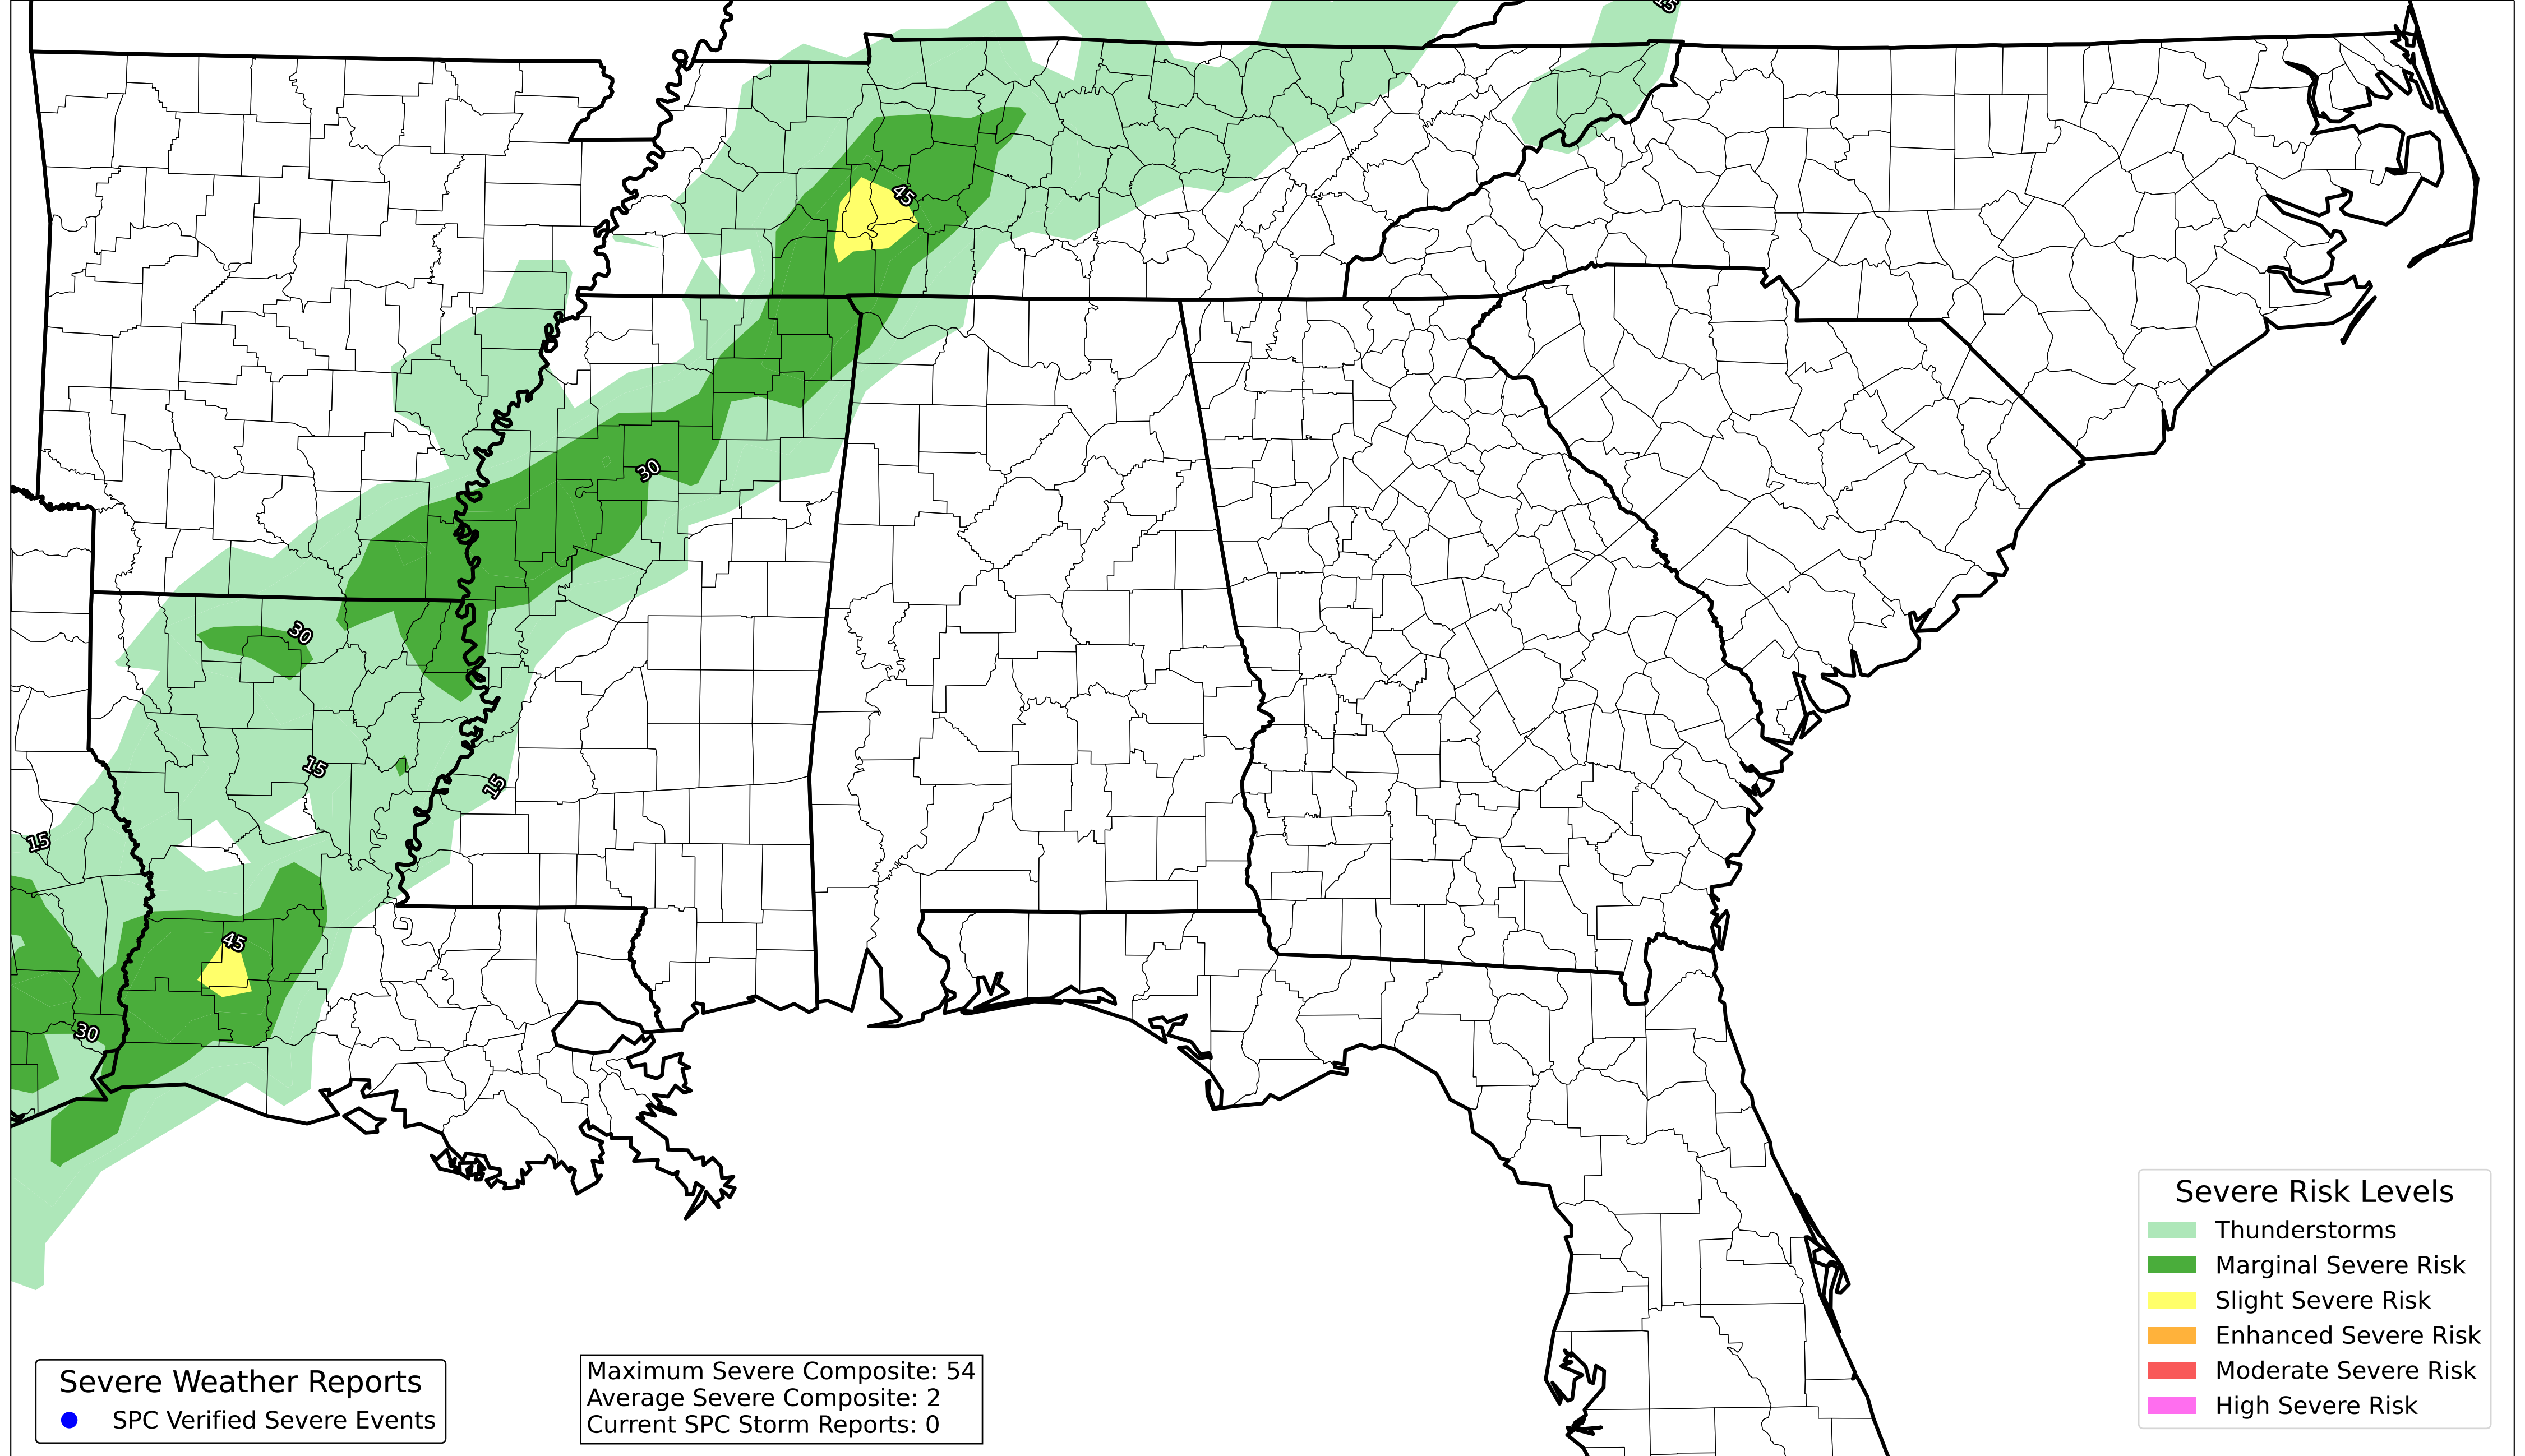 15
45
30
30
15
15
15
45
30
Severe Risk Levels
Thunderstorms
Marginal Severe Risk
Slight Severe Risk
Enhanced Severe Risk
Moderate Severe Risk
High Severe Risk
Severe Weather Reports
SPC Verified Severe Events
Maximum Severe Composite: 54
Average Severe Composite: 2
Current SPC Storm Reports: 0